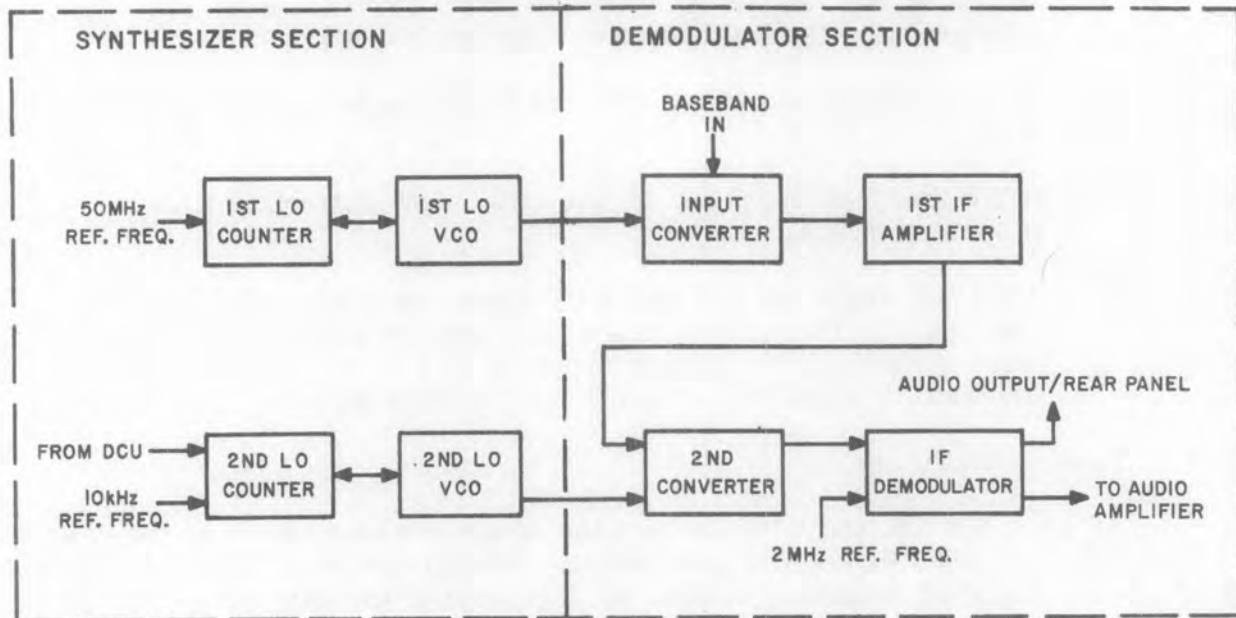 SYNTHESIZER SECTION
DEMODULATOR SECTION
BASEBAND
IN
50MHz
REF. FREQ.
1ST LO
COUNTER
1ST LO
VCO
INPUT
CONVERTER
1ST IF
AMPLIFIER
AUDIO OUTPUT/REAR PANEL
FROM DCU
10kHz
REF. FREQ.
2ND LO
COUNTER
2ND LO
VCO
2ND
CONVERTER
IF
DEMODULATOR
TO AUDIO
AMPLIFIER
2MHz REF. FREQ.